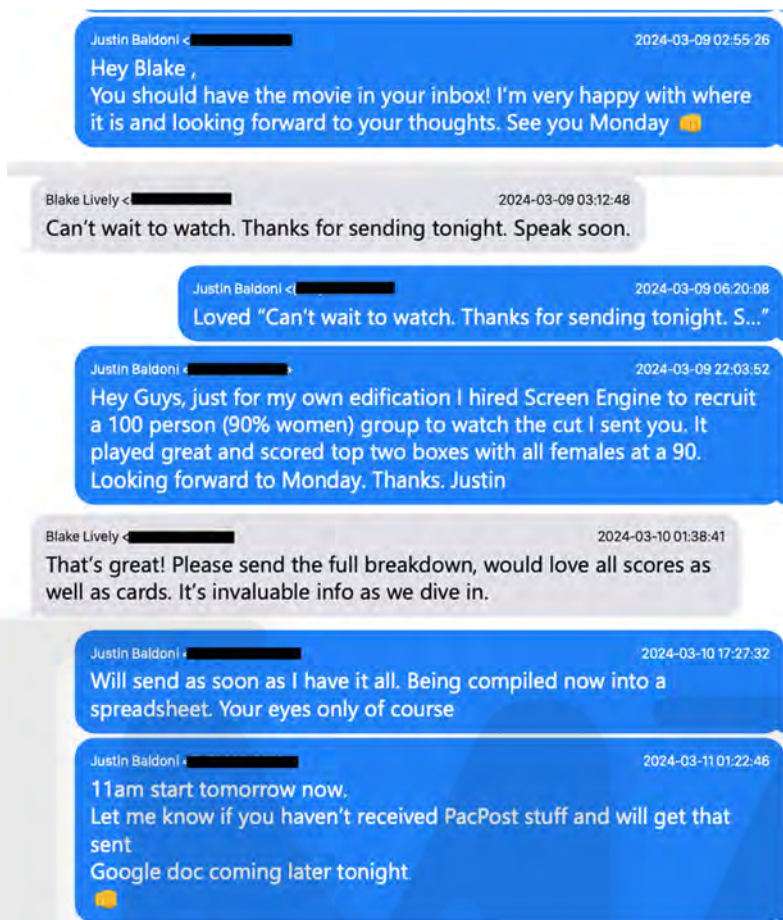 Justin Baldoni < 2024-03-09 02:55:26
Hey Blake ,
You should have the movie in your inbox! I'm very happy with where
it is and looking forward to your thoughts. See you Monday 👊
Blake Lively < 2024-03-09 03:12:48
Can't wait to watch. Thanks for sending tonight. Speak soon.
Justin Baldoni < 2024-03-09 06:20:08
Loved "Can't wait to watch. Thanks for sending tonight. S..."
Justin Baldoni < > 2024-03-09 22:03:52
Hey Guys, just for my own edification I hired Screen Engine to recruit
a 100 person (90% women) group to watch the cut I sent you. It
played great and scored top two boxes with all females at a 90.
Looking forward to Monday. Thanks. Justin
Blake Lively < 2024-03-10 01:38:41
That's great! Please send the full breakdown, would love all scores as
well as cards. It's invaluable info as we dive in.
Justin Baldoni < 2024-03-10 17:27:32
Will send as soon as I have it all. Being compiled now into a
spreadsheet. Your eyes only of course
Justin Baldoni < 2024-03-11 01:22:46
11am start tomorrow now.
Let me know if you haven't received PacPost stuff and will get that
sent
Google doc coming later tonight
👊